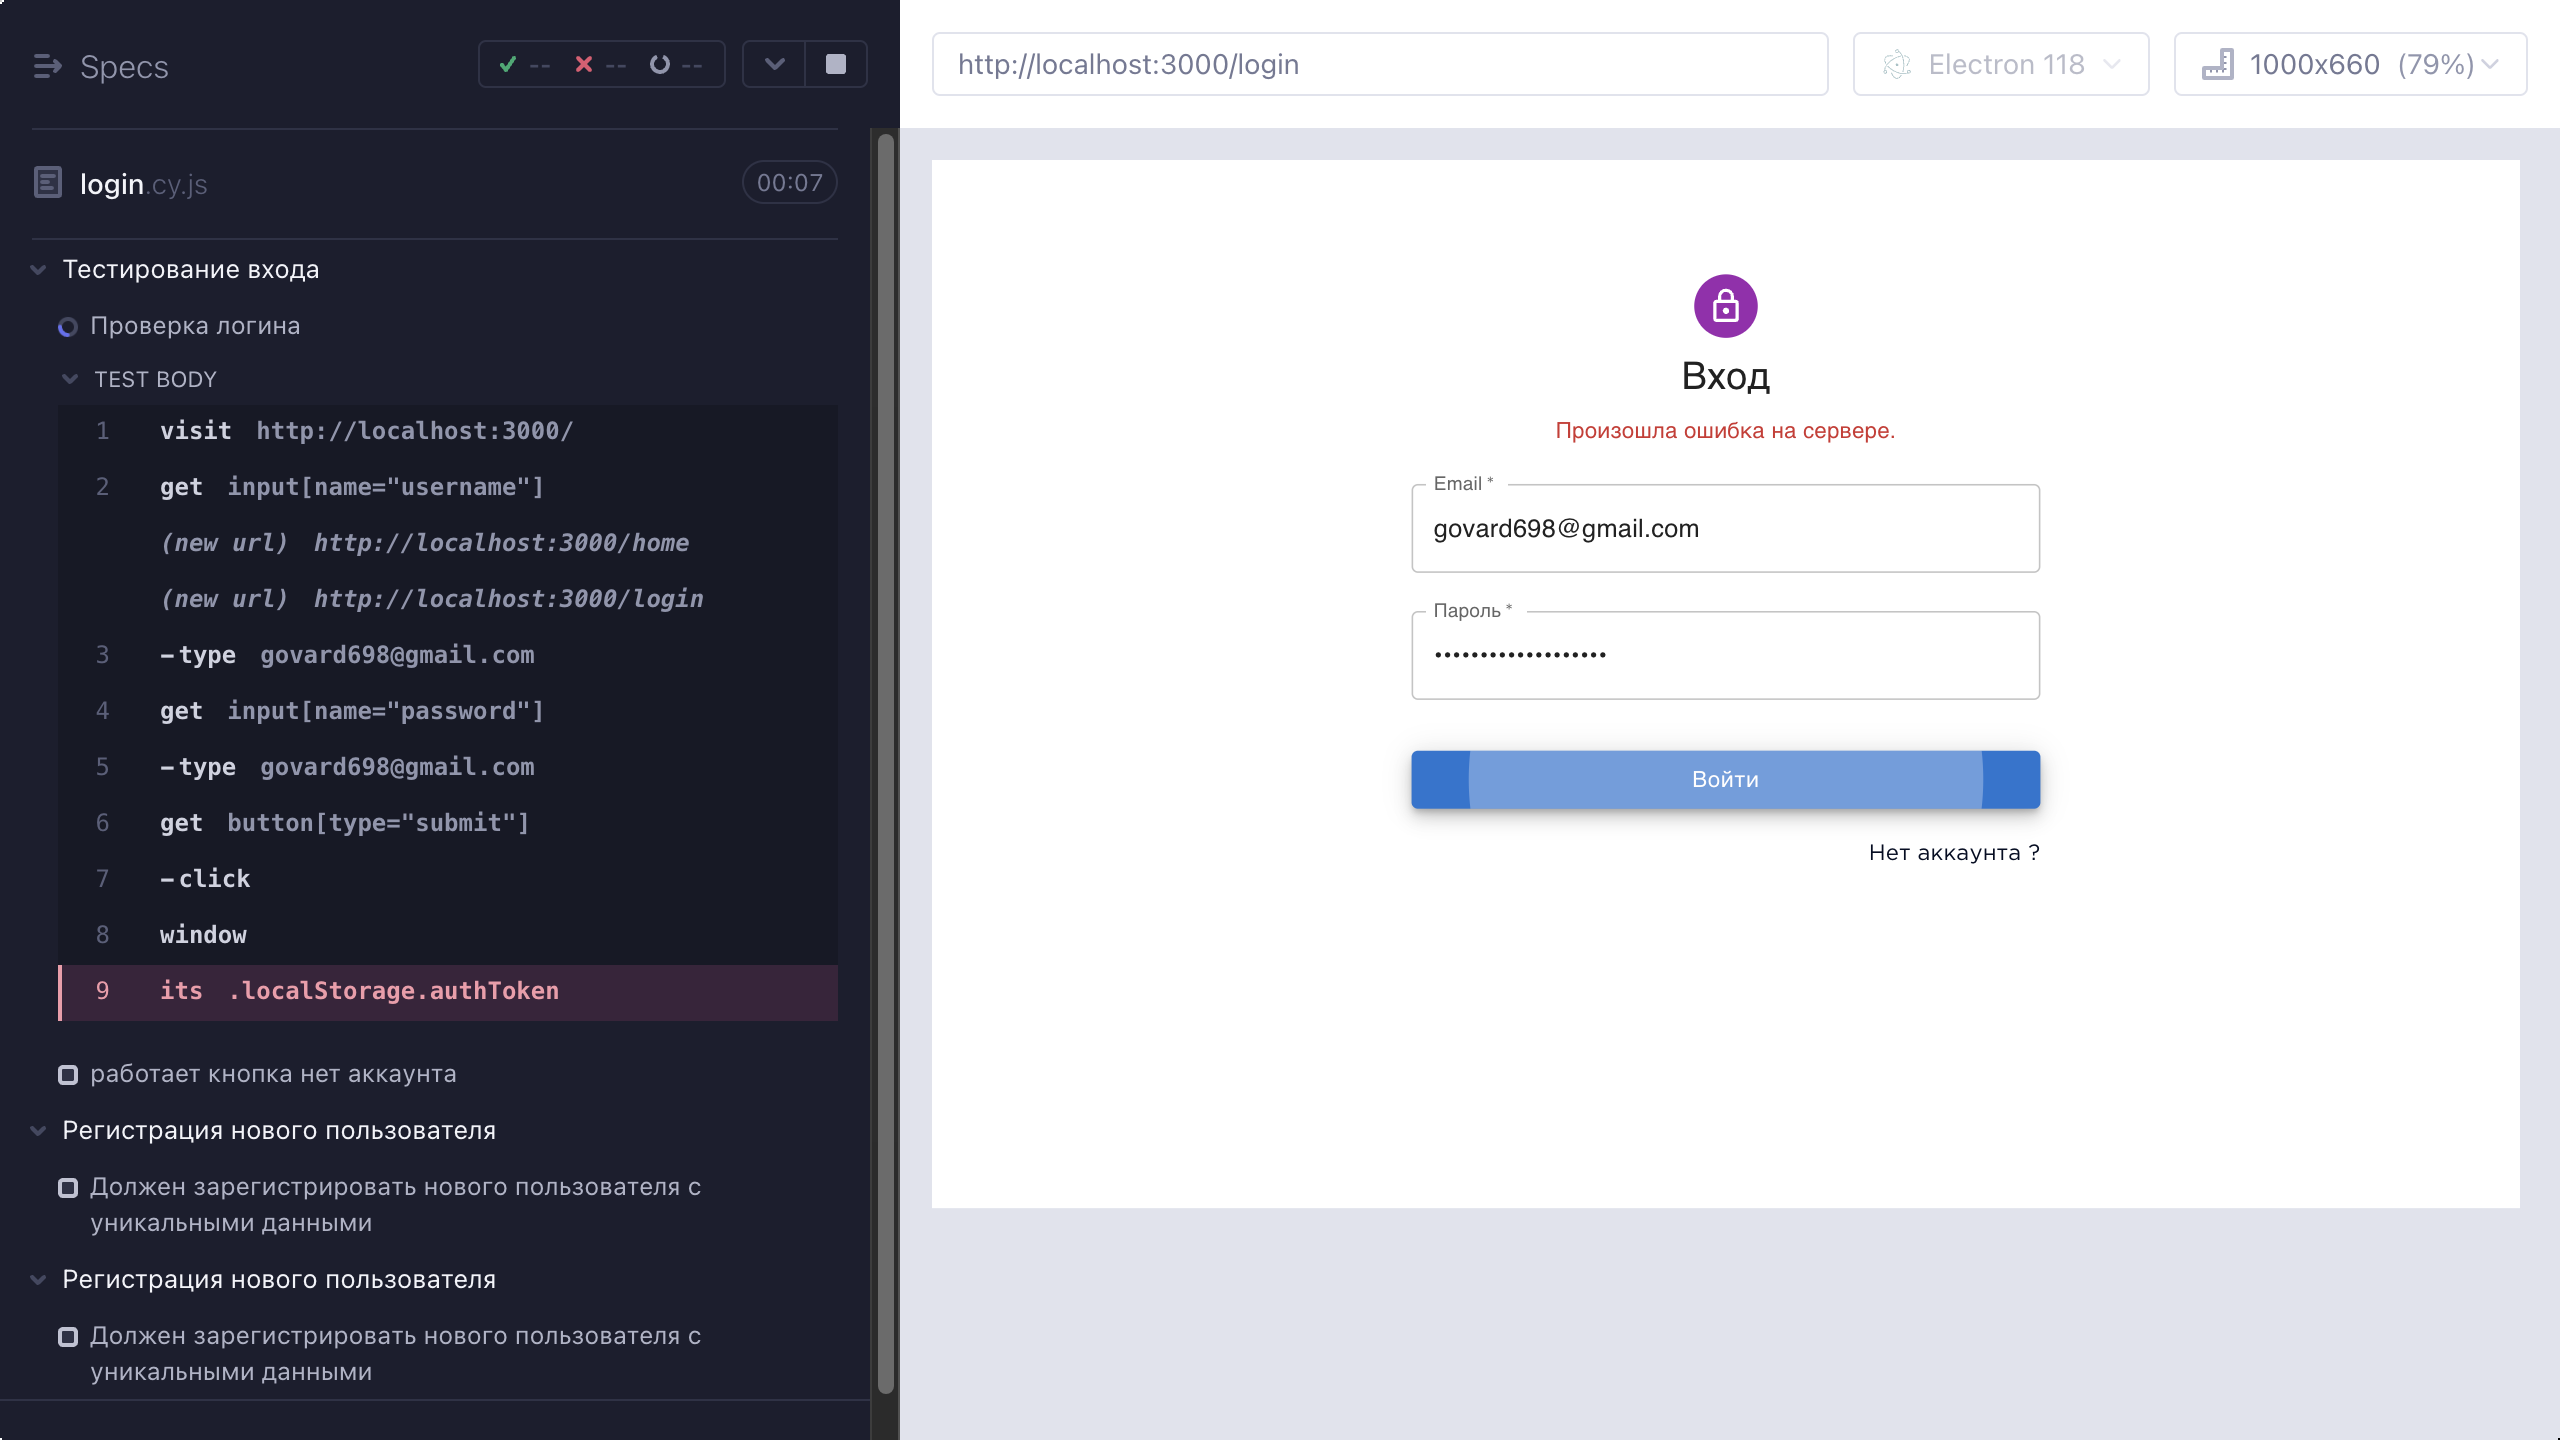 Specs
-- -- --
login.cy.js
00:07
Тестирование входа
Проверка логина
TEST BODY
1 visit http://localhost:3000/
2 get input[name="username"]
(new url) http://localhost:3000/home
(new url) http://localhost:3000/login
3 -type govard698@gmail.com
4 get input[name="password"]
5 -type govard698@gmail.com
6 get button[type="submit"]
7 -click
8 window
9 its .localStorage.authToken
работает кнопка нет аккаунта
Регистрация нового пользователя
Должен зарегистрировать нового пользователя с
уникальными данными
Регистрация нового пользователя
Должен зарегистрировать нового пользователя с
уникальными данными
http://localhost:3000/login
Electron 118
1000x660 (79%)
Вход
Произошла ошибка на сервере.
Email *
govard698@gmail.com
Пароль *
•••••••••••••••••••
Войти
Нет аккаунта ?